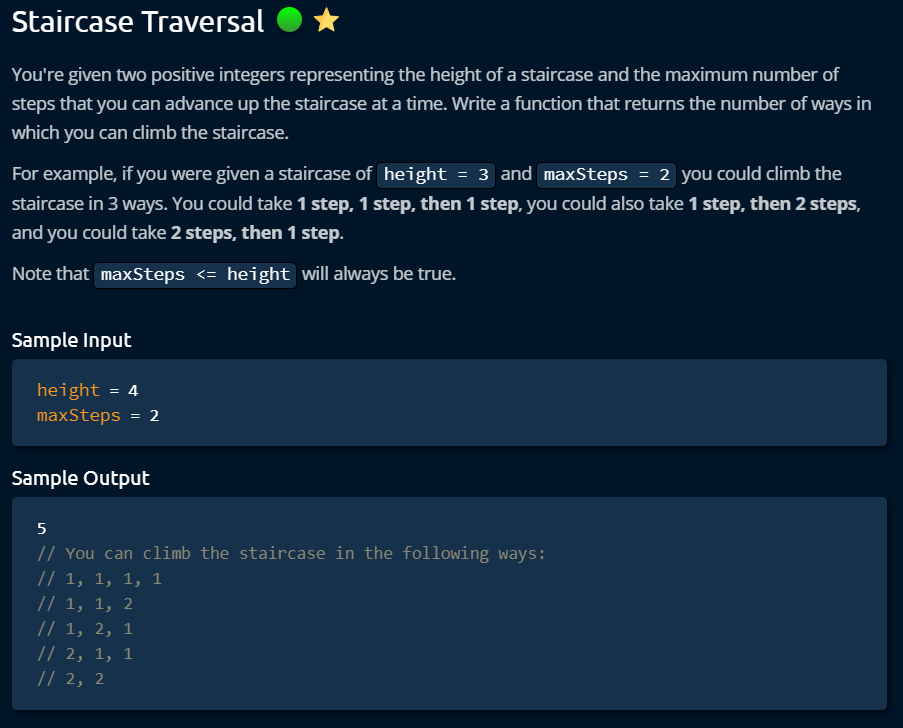 Staircase Traversal
You're given two positive integers representing the height of a staircase and the maximum number of
steps that you can advance up the staircase at a time. Write a function that returns the number of ways in
which you can climb the staircase.
For example, if you were given a staircase of height = 3 and maxSteps = 2 you could climb the
staircase in 3 ways. You could take 1 step, 1 step, then 1 step, you could also take 1 step, then 2 steps,
and you could take 2 steps, then 1 step.
Note that maxSteps <= height will always be true.
Sample Input
height = 4
maxSteps = 2
Sample Output
5
// You can climb the staircase in the following ways:
// 1, 1, 1, 1
// 1, 1, 2
// 1, 2, 1
// 2, 1, 1
// 2, 2